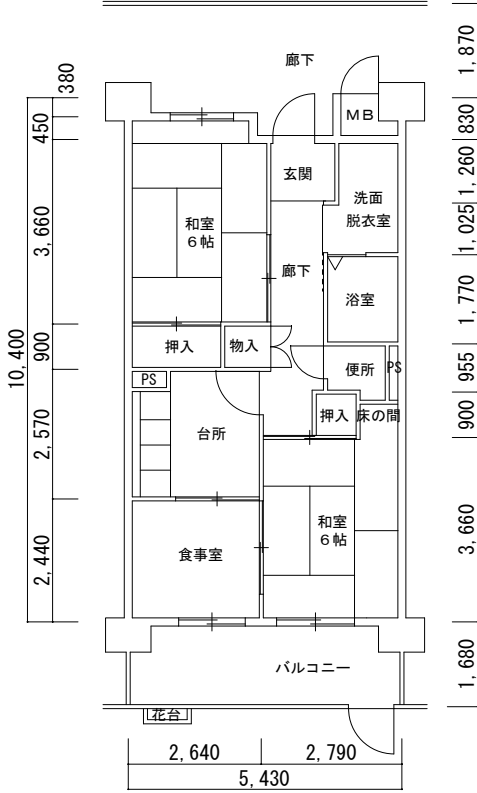 廊下
MB
玄関
洗面
脱衣室
和室
6帖
廊下
浴室
押入
物入
便所
PS
PS
押入
床の間
台所
和室
6帖
食事室
バルコニー
花台
380
450
3,660
900
2,570
2,440
10,400
1,870
830
1,260
1,025
1,770
955
900
3,660
1,680
2,640
2,790
5,430